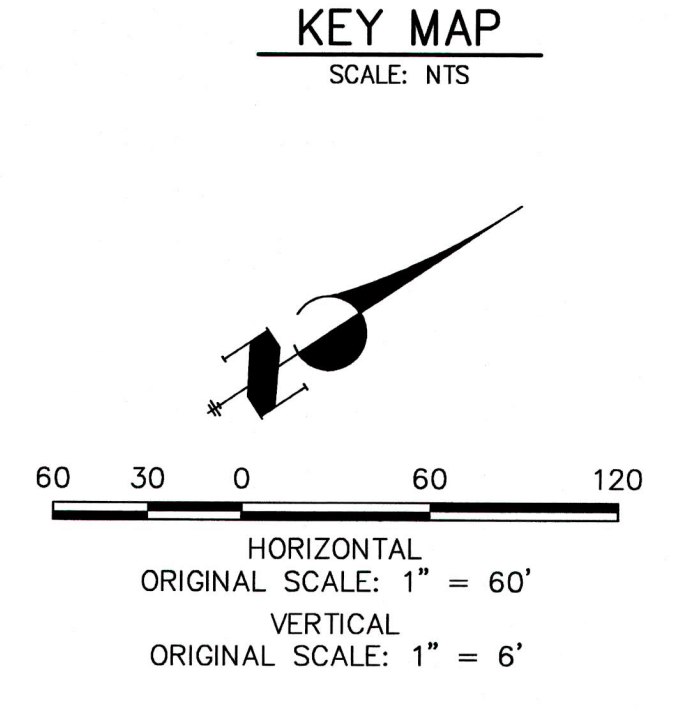 KEY MAP
SCALE: NTS
N
60 30 0 60 120
HORIZONTAL
ORIGINAL SCALE: 1" = 60'
VERTICAL
ORIGINAL SCALE: 1" = 6'